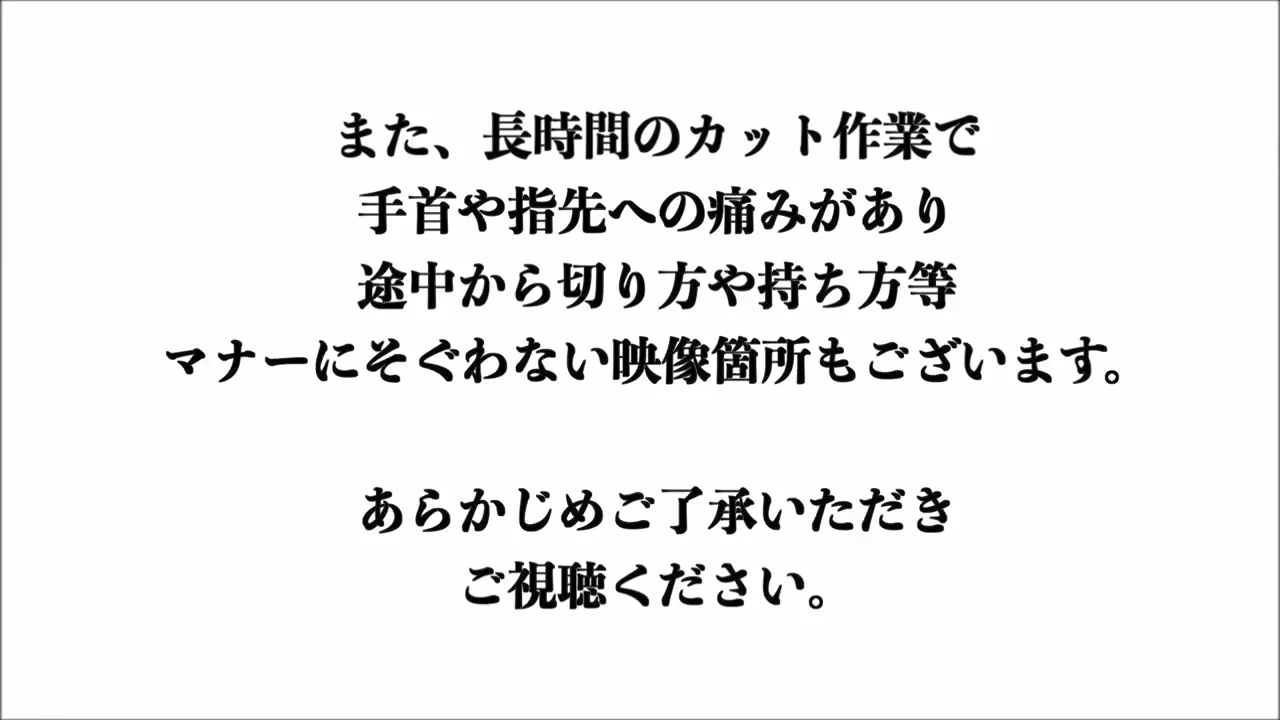 また、長時間のカット作業で
手首や指先への痛みがあり
途中から切り方や持ち方等
マナーにそぐわない映像箇所もございます。
あらかじめご了承いただき
ご視聴ください。